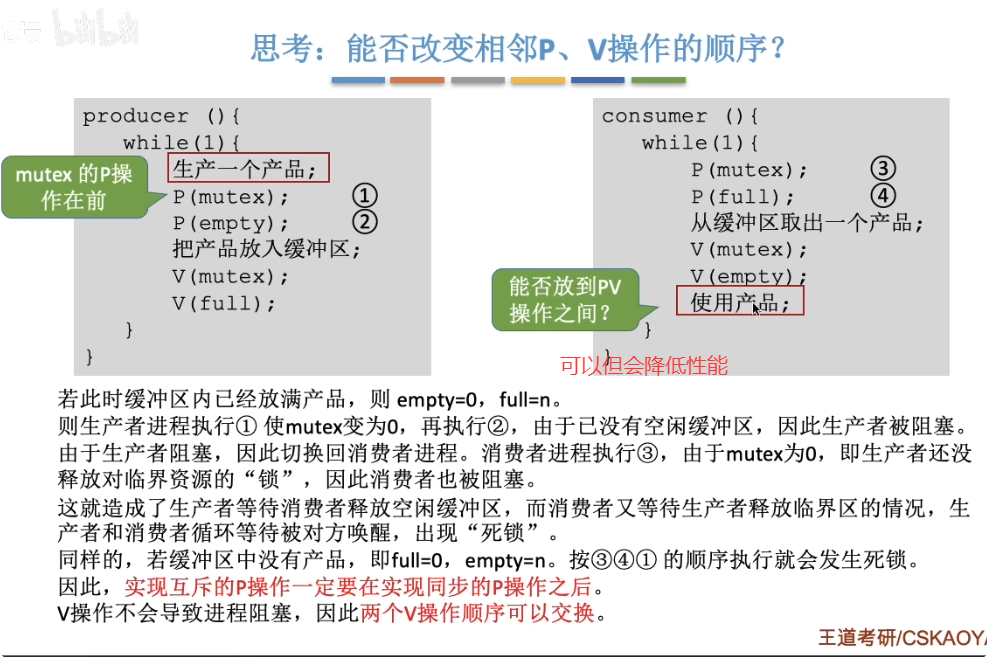 bilibili
思考：能否改变相邻P、V操作的顺序？
producer (){
while(1){
生产一个产品;
P(mutex); ①
P(empty); ②
把产品放入缓冲区;
V(mutex);
V(full);
}
}
mutex 的P操
作在前
consumer (){
while(1){
P(mutex); ③
P(full); ④
从缓冲区取出一个产品;
V(mutex);
V(empty);
使用产品;
}
}
能否放到PV
操作之间？
可以但会降低性能
若此时缓冲区内已经放满产品，则 empty=0，full=n。
则生产者进程执行① 使mutex变为0，再执行②，由于已没有空闲缓冲区，因此生产者被阻塞。
由于生产者阻塞，因此切换回消费者进程。消费者进程执行③，由于mutex为0，即生产者还没
释放对临界资源的“锁”，因此消费者也被阻塞。
这就造成了生产者等待消费者释放空闲缓冲区，而消费者又等待生产者释放临界区的情况，生
产者和消费者循环等待被对方唤醒，出现“死锁”。
同样的，若缓冲区中没有产品，即full=0，empty=n。按③④① 的顺序执行就会发生死锁。
因此，实现互斥的P操作一定要在实现同步的P操作之后。
V操作不会导致进程阻塞，因此两个V操作顺序可以交换。
王道考研/CSKAOY